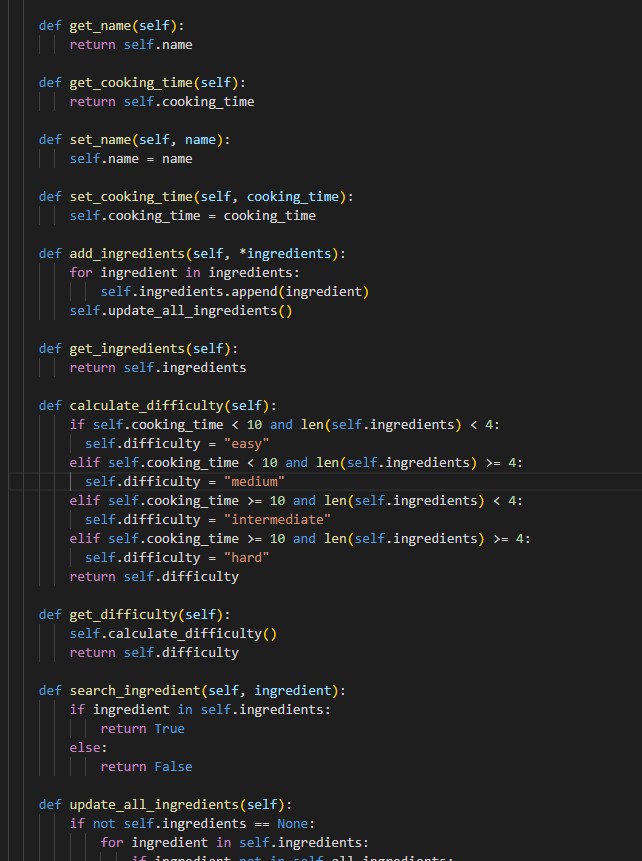 def get_name(self):
return self.name
def get_cooking_time(self):
return self.cooking_time
def set_name(self, name):
self.name = name
def set_cooking_time(self, cooking_time):
self.cooking_time = cooking_time
def add_ingredients(self, *ingredients):
for ingredient in ingredients:
self.ingredients.append(ingredient)
self.update_all_ingredients()
def get_ingredients(self):
return self.ingredients
def calculate_difficulty(self):
if self.cooking_time < 10 and len(self.ingredients) < 4:
self.difficulty = "easy"
elif self.cooking_time < 10 and len(self.ingredients) >= 4:
self.difficulty = "medium"
elif self.cooking_time >= 10 and len(self.ingredients) < 4:
self.difficulty = "intermediate"
elif self.cooking_time >= 10 and len(self.ingredients) >= 4:
self.difficulty = "hard"
return self.difficulty
def get_difficulty(self):
self.calculate_difficulty()
return self.difficulty
def search_ingredient(self, ingredient):
if ingredient in self.ingredients:
return True
else:
return False
def update_all_ingredients(self):
if not self.ingredients == None:
for ingredient in self.ingredients:
if ingredient not in self.all_ingredients: